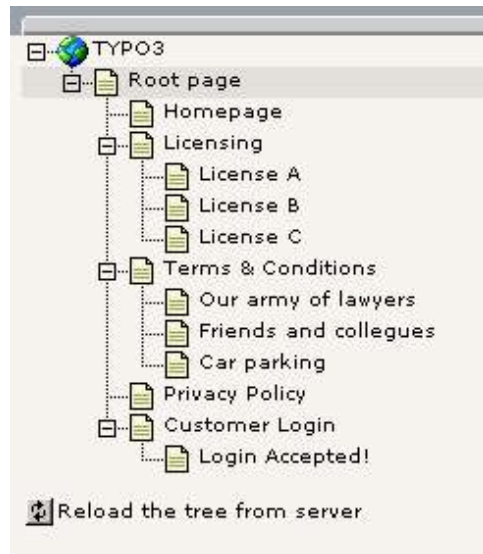 TYPO3
Root page
Homepage
Licensing
License A
License B
License C
Terms & Conditions
Our army of lawyers
Friends and collegues
Car parking
Privacy Policy
Customer Login
Login Accepted!
Reload the tree from server